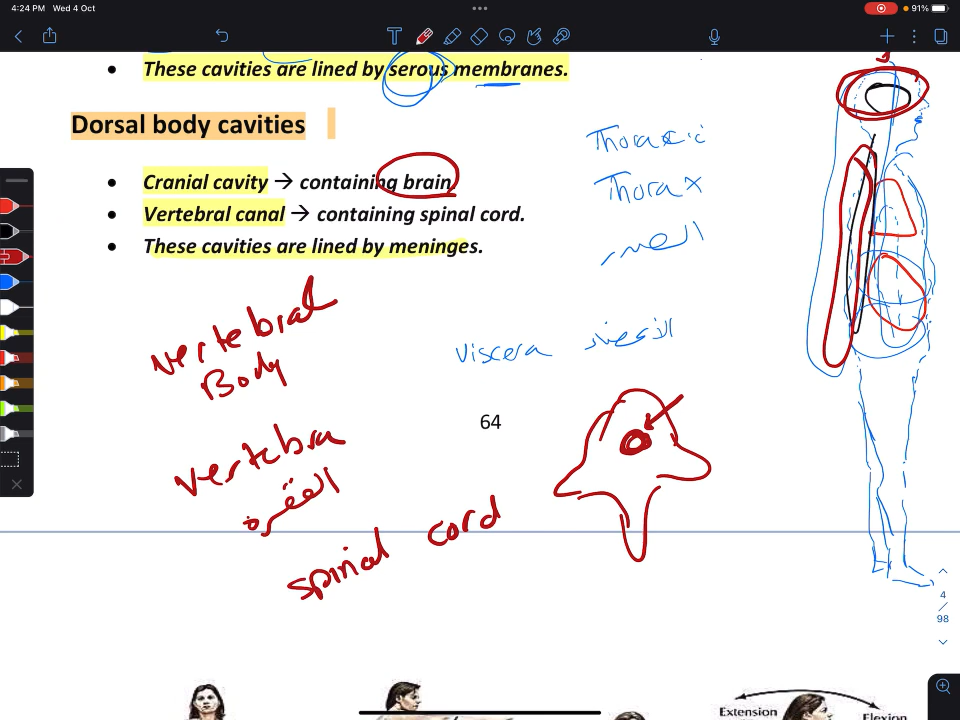 4:24 PM Wed 4 Oct
91%
• These cavities are lined by serous membranes.
Dorsal body cavities
• Cranial cavity → containing brain
• Vertebral canal → containing spinal cord.
• These cavities are lined by meninges.
Thoracic
Thorax
الصدر
vertebral
Body
viscera الأعضاء
64
vertebra
الفقرة
spinal cord
4
/
98
Extension
Flexion